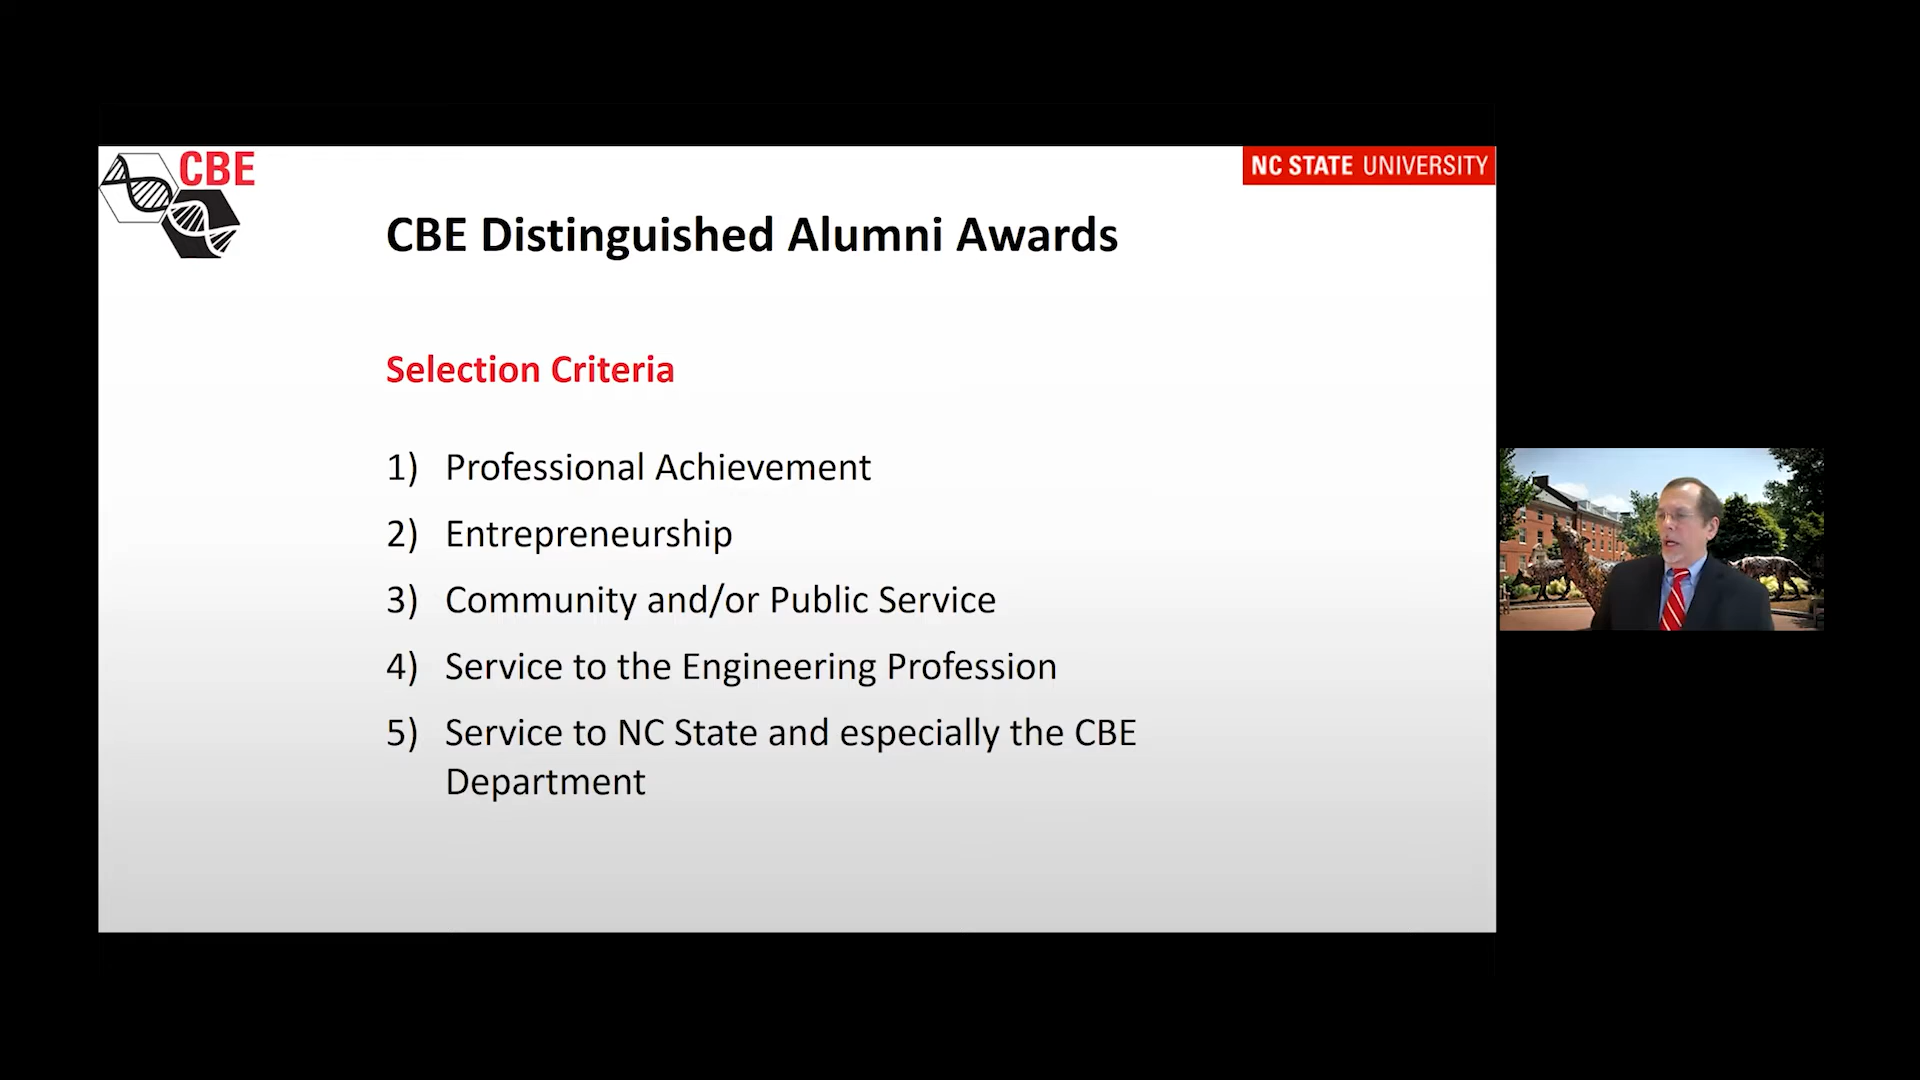 CBE
NC STATE UNIVERSITY
CBE Distinguished Alumni Awards
Selection Criteria
1) Professional Achievement
2) Entrepreneurship
3) Community and/or Public Service
4) Service to the Engineering Profession
5) Service to NC State and especially the CBE
Department